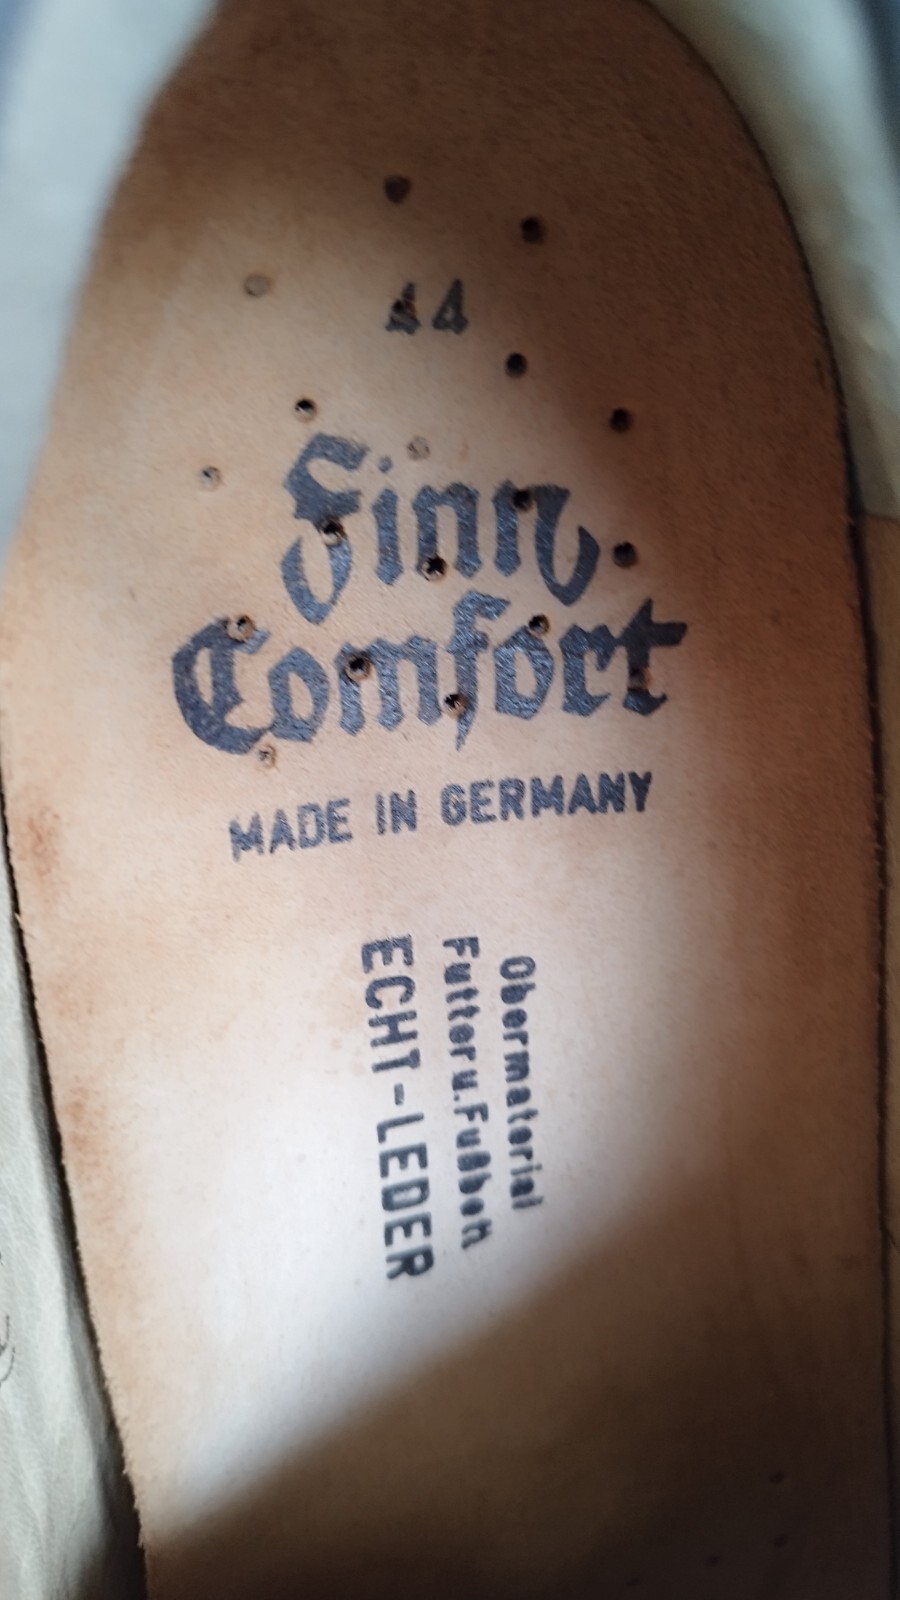 44
Finn
Comfort
MADE IN GERMANY
Obermaterial
Futter u. Fußbett
ECHT-LEDER